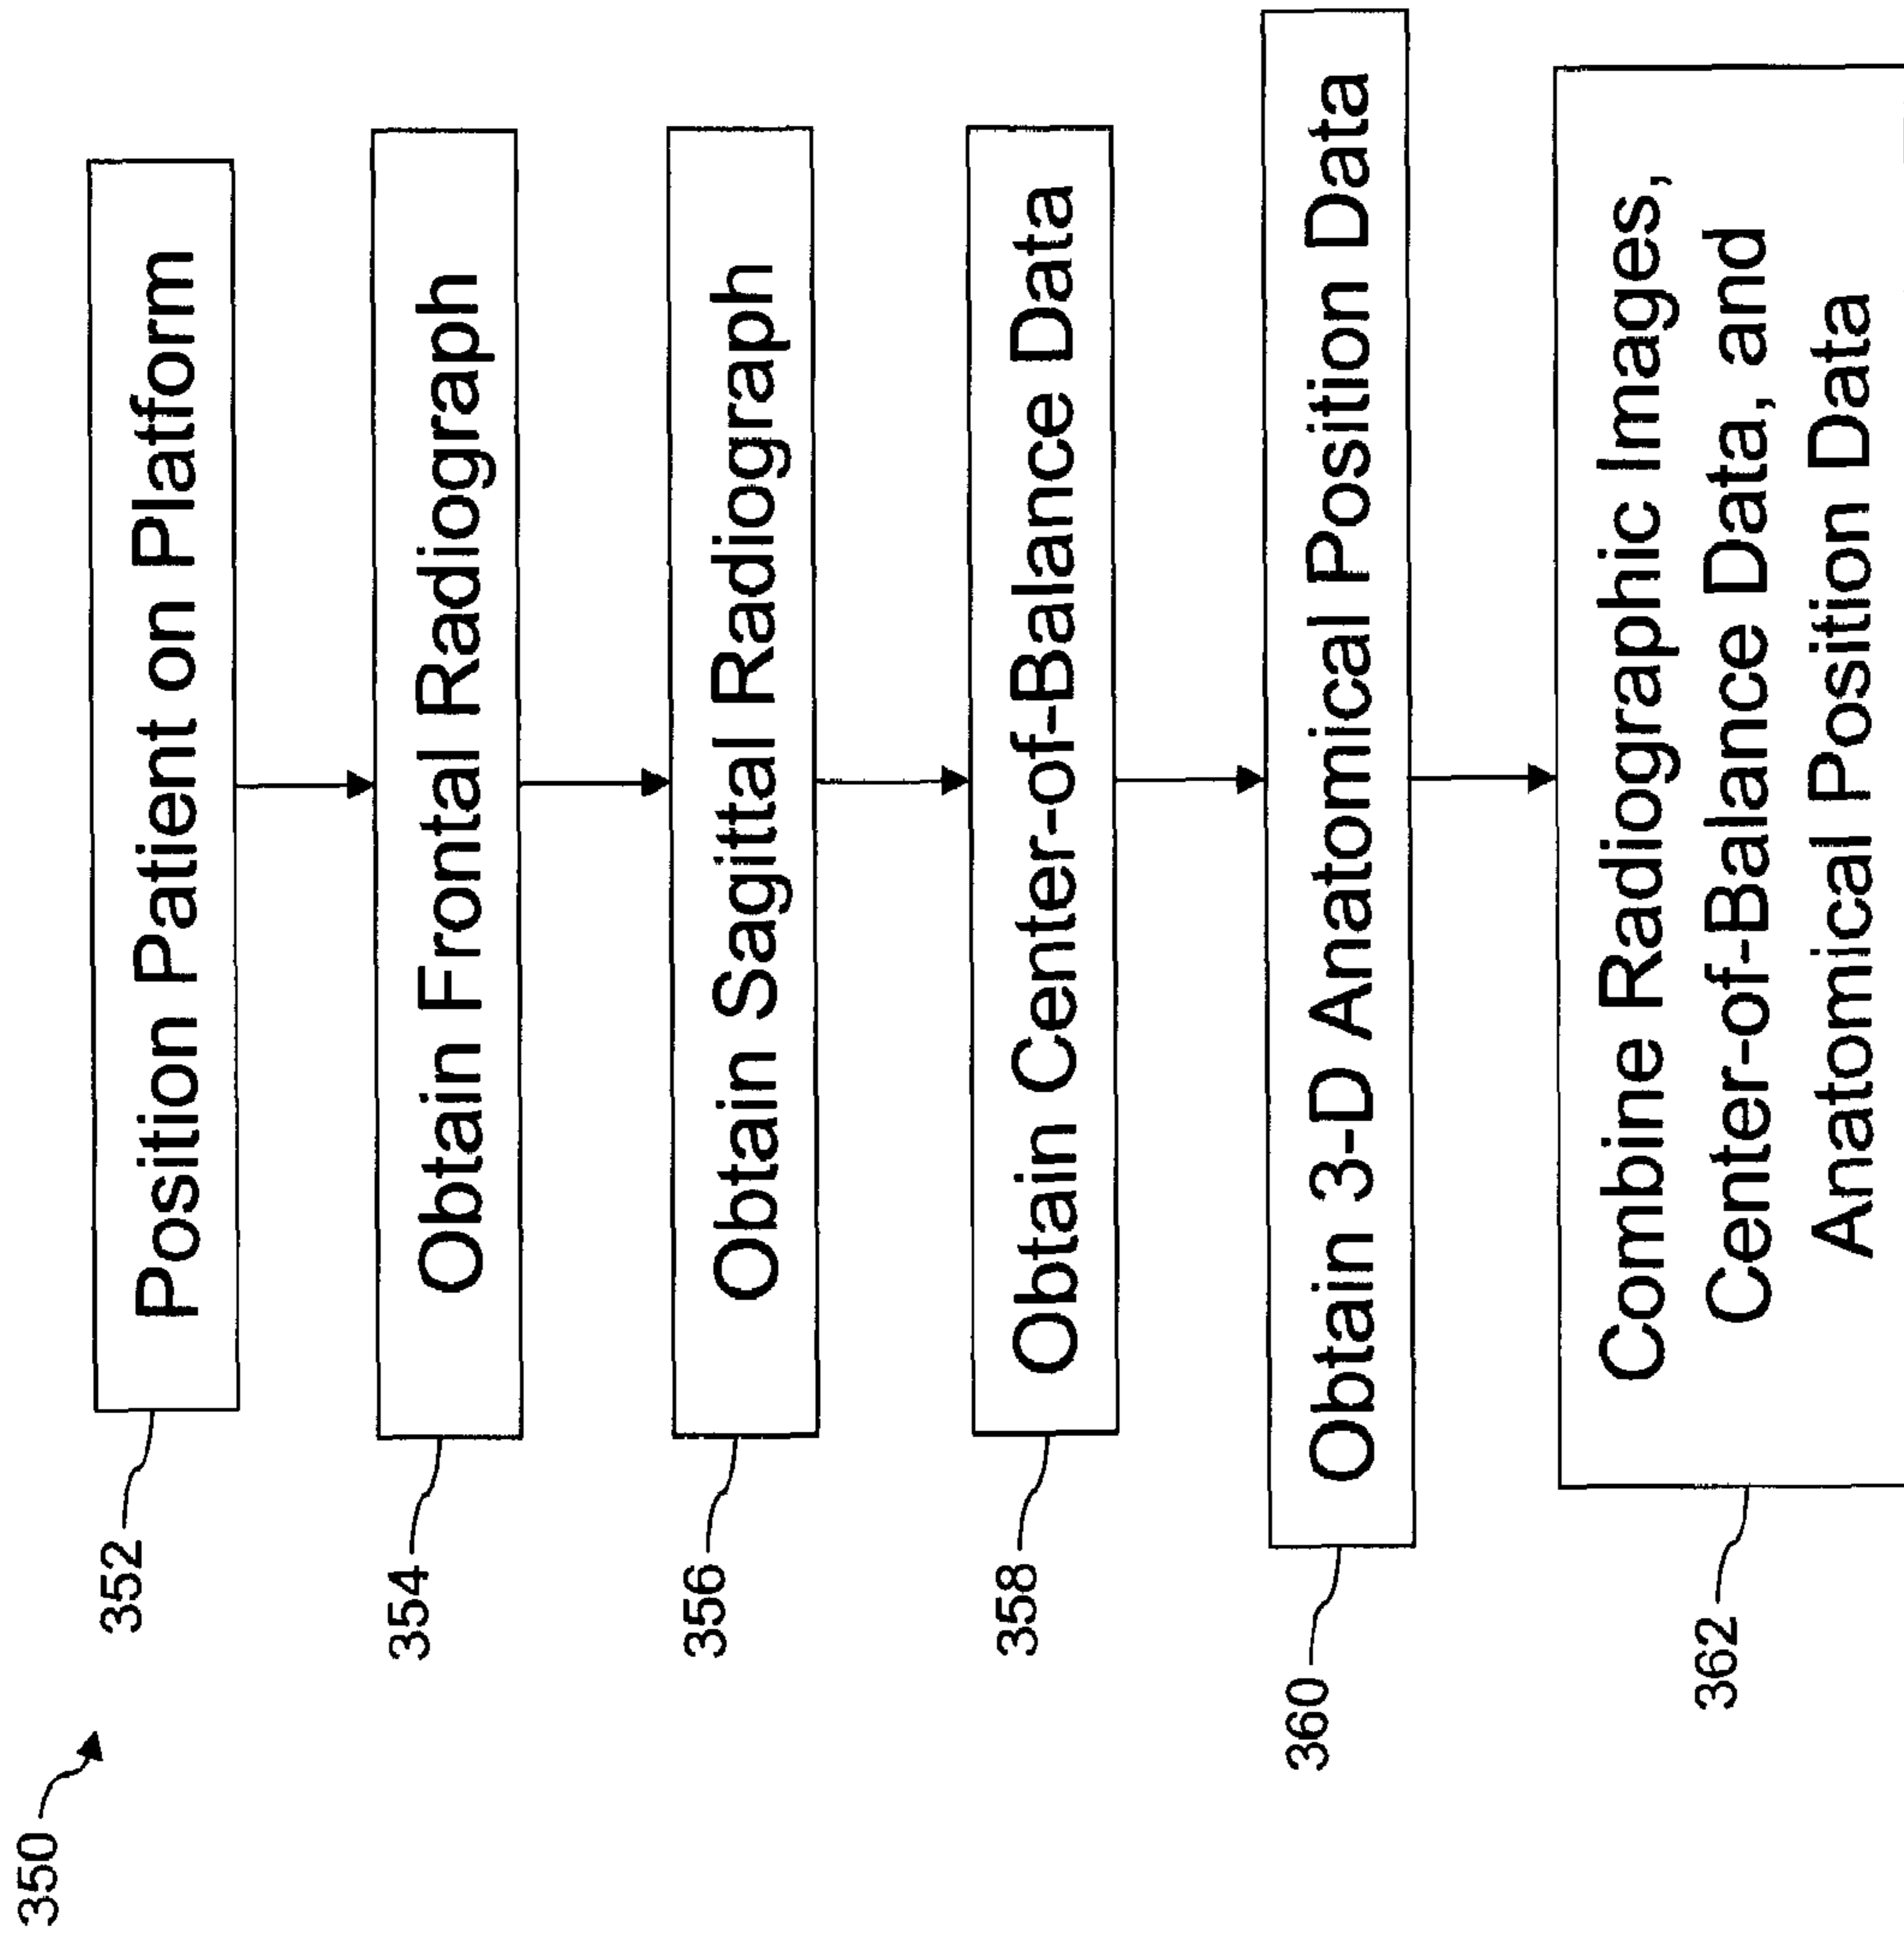 350
352
Position Patient on Platform
354
Obtain Frontal Radiograph
356
Obtain Sagittal Radiograph
358
Obtain Center-of-Balance Data
360
Obtain 3-D Anatomical Position Data
362
Combine Radiographic Images,
Center-of-Balance Data, and
Anatomical Position Data